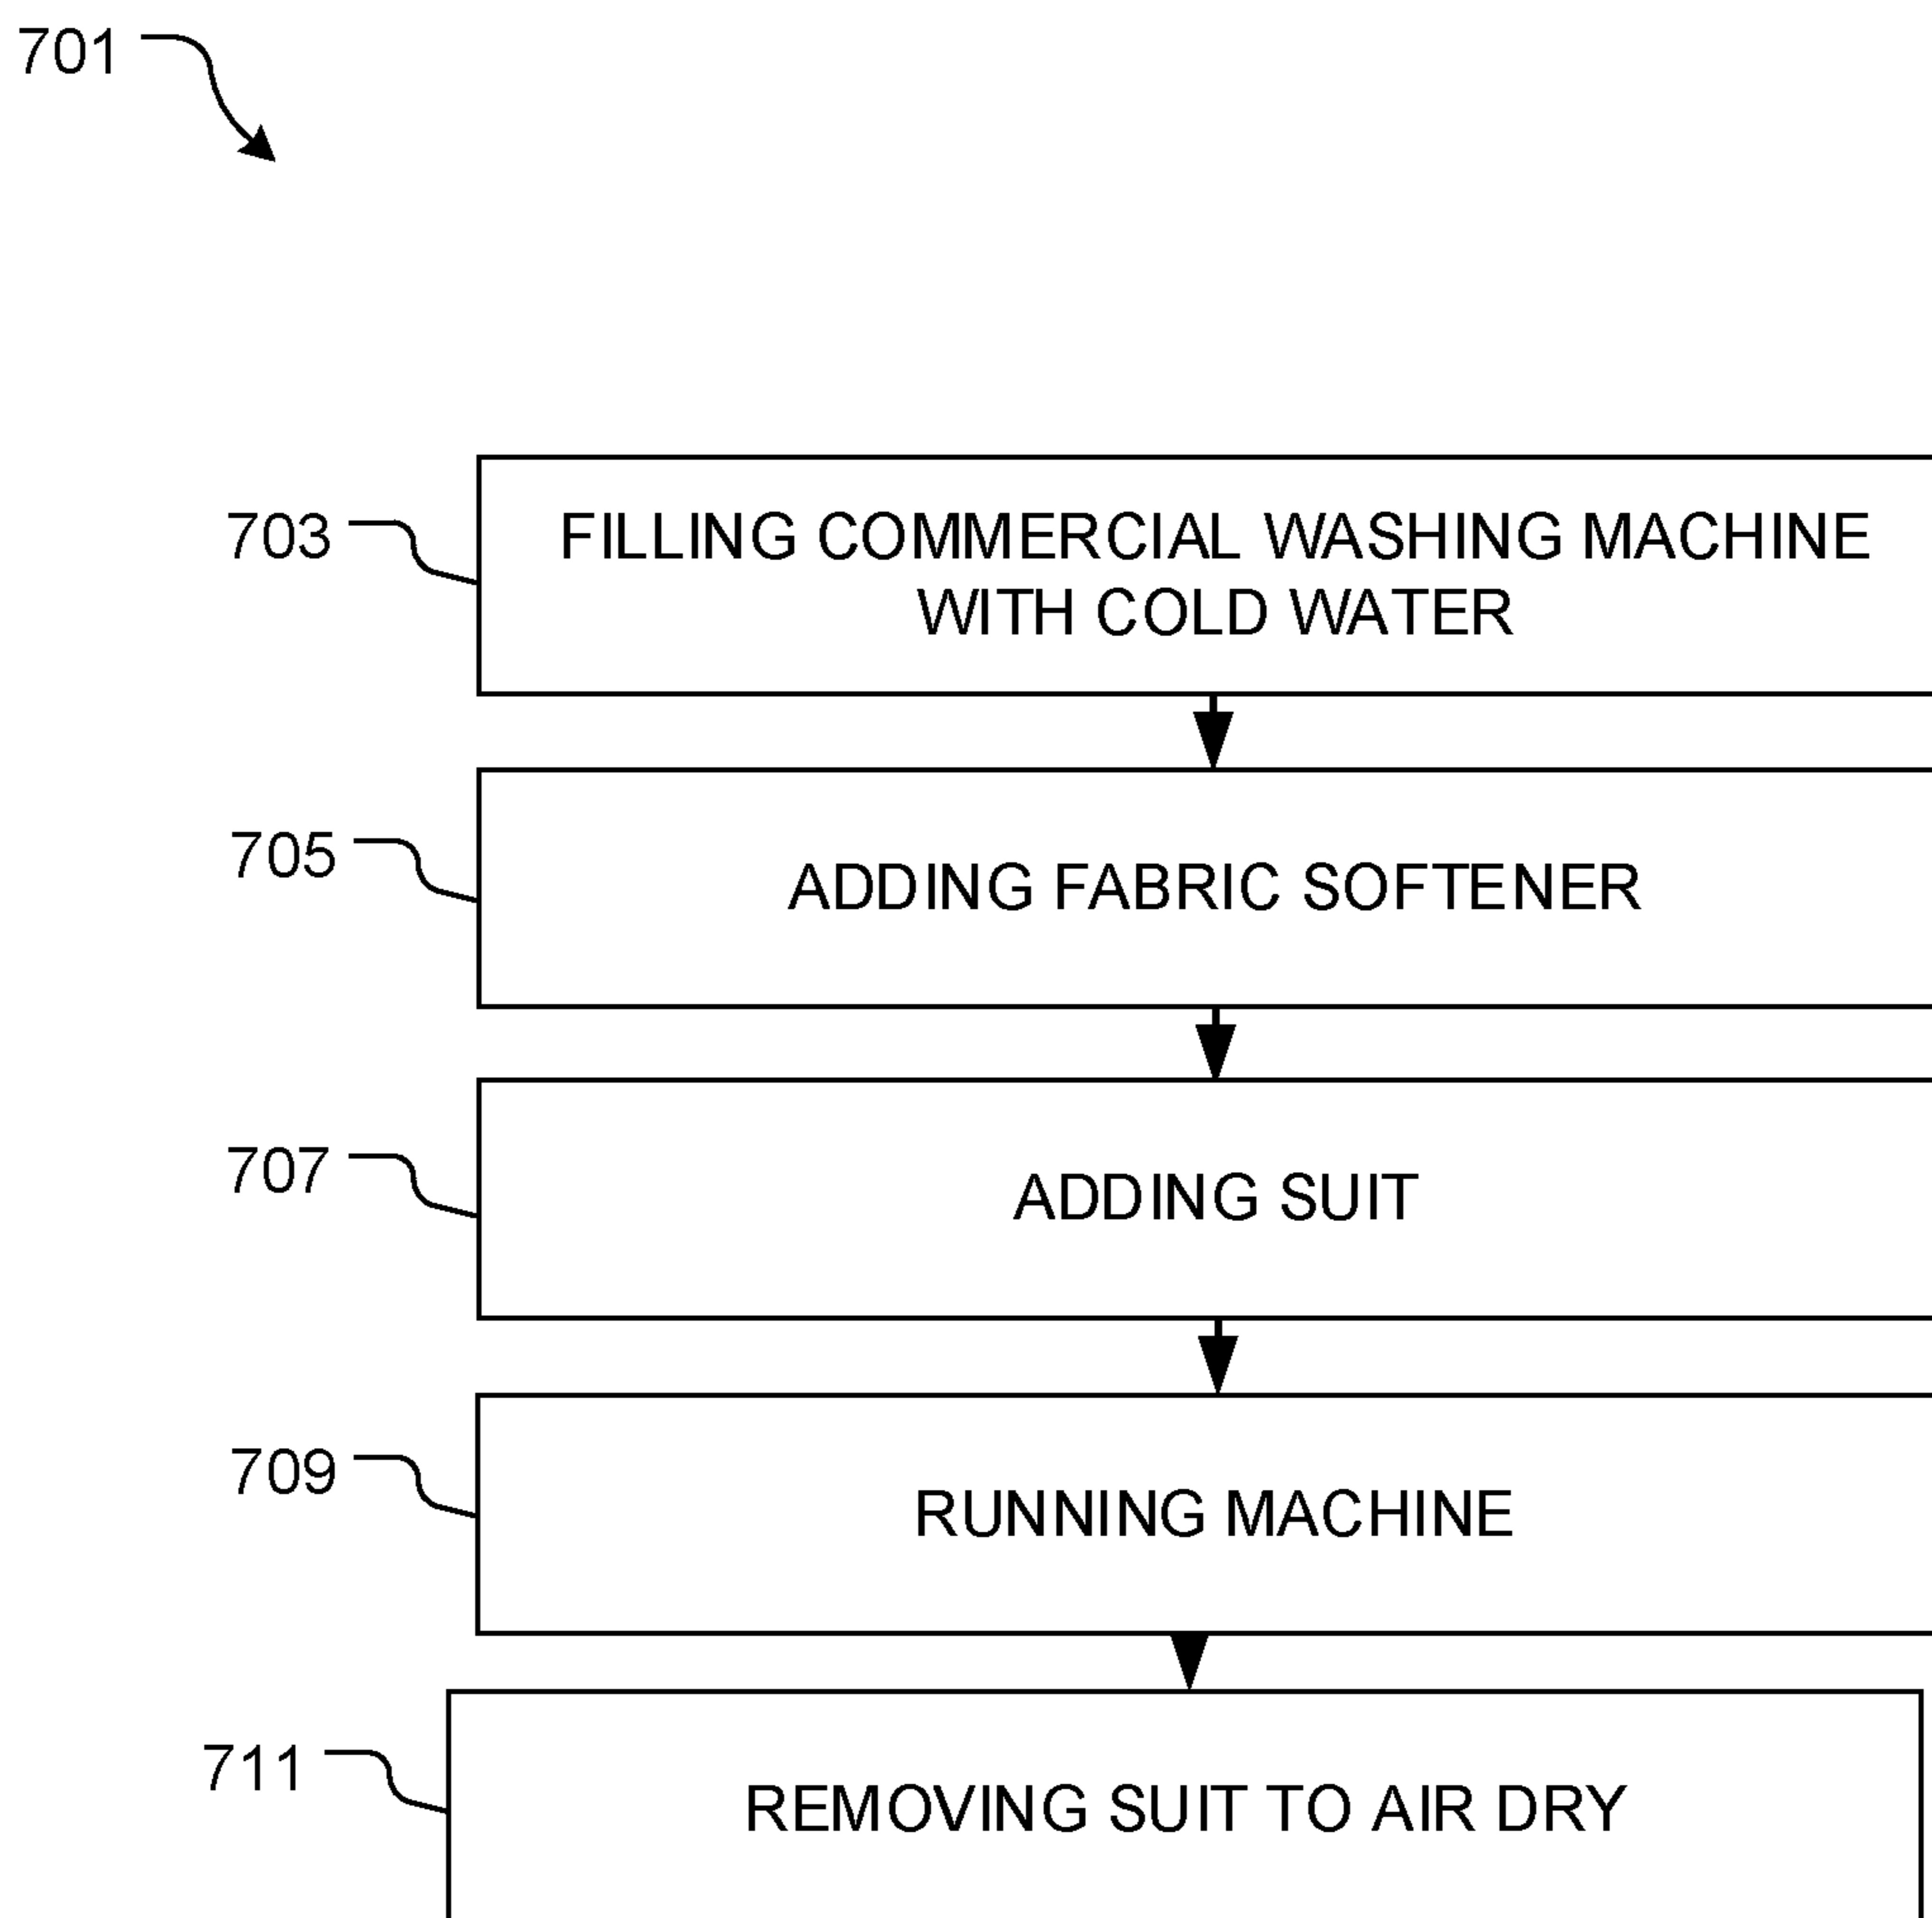 701
703
FILLING COMMERCIAL WASHING MACHINE
WITH COLD WATER
705
ADDING FABRIC SOFTENER
707
ADDING SUIT
709
RUNNING MACHINE
711
REMOVING SUIT TO AIR DRY